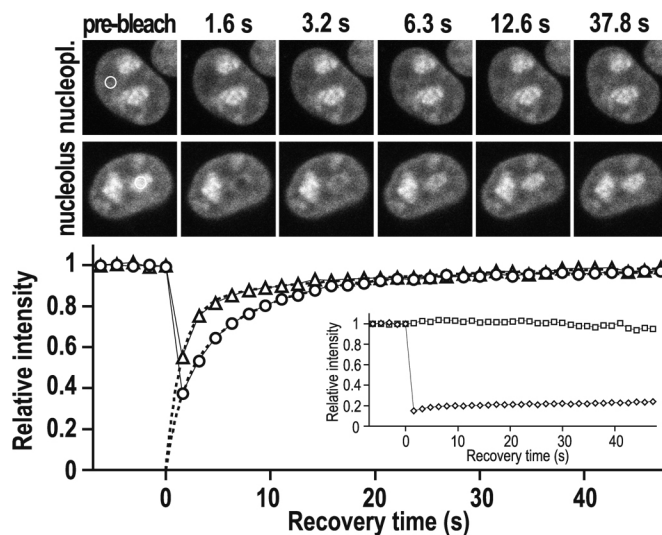 pre-bleach 1.6 s 3.2 s 6.3 s 12.6 s 37.8 s
nucleopl.
nucleolus
Relative intensity
1
0.8
0.6
0.4
0.2
0
0 10 20 30 40
Recovery time (s)
Relative intensity
1
0.8
0.6
0.4
0.2
0
0 10 20 30 40
Recovery time (s)